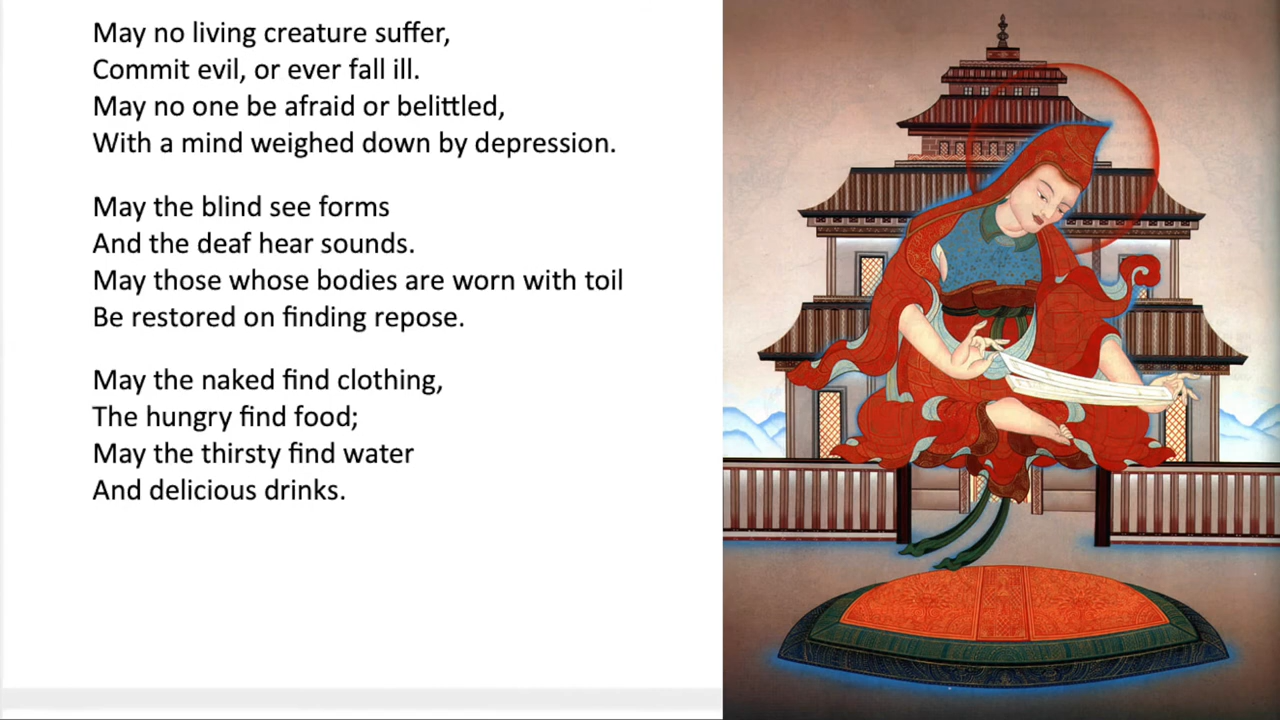 May no living creature suffer,
Commit evil, or ever fall ill.
May no one be afraid or belittled,
With a mind weighed down by depression.
May the blind see forms
And the deaf hear sounds.
May those whose bodies are worn with toil
Be restored on finding repose.
May the naked find clothing,
The hungry find food;
May the thirsty find water
And delicious drinks.